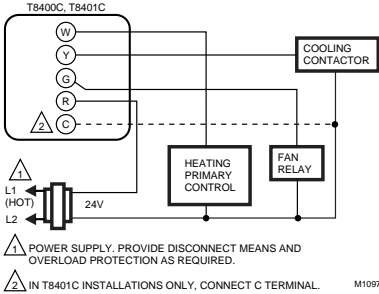 T8400C, T8401C
W
Y
G
R
2
C
COOLING
CONTACTOR
1
L1
(HOT)
L2
24V
HEATING
PRIMARY
CONTROL
FAN
RELAY
1 POWER SUPPLY. PROVIDE DISCONNECT MEANS AND
OVERLOAD PROTECTION AS REQUIRED.
2 IN T8401C INSTALLATIONS ONLY, CONNECT C TERMINAL.
M1097